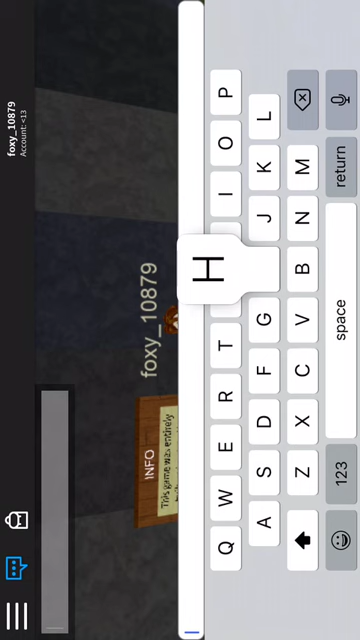 foxy_10879
Account: <13
foxy_10879
INFO
This game was entirely
H
Q W E R T I O P
A S D F G J K L
Z X C V B N M
123 space return